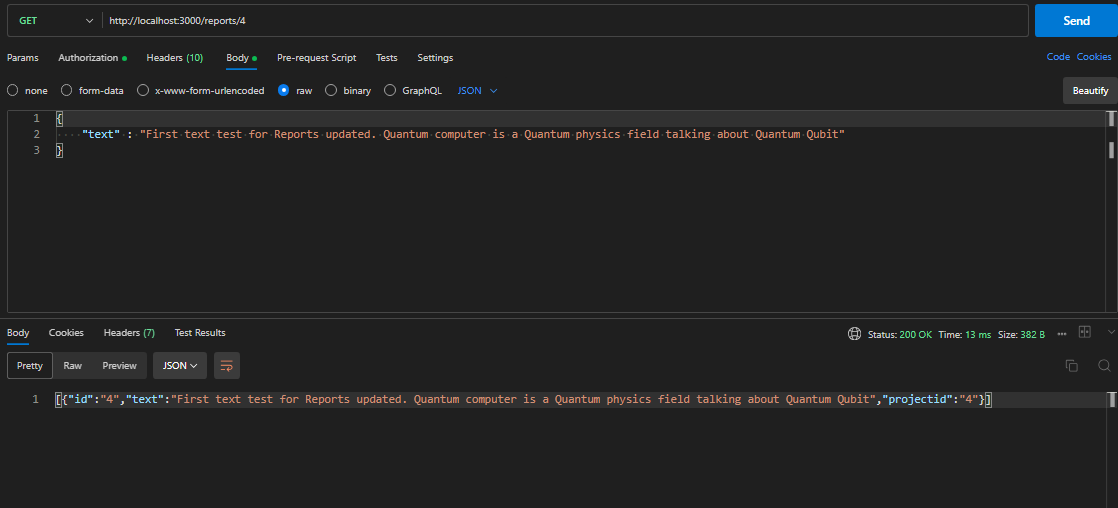 GET http://localhost:3000/reports/4 Send
Params Authorization Headers (10) Body Pre-request Script Tests Settings Code Cookies
none form-data x-www-form-urlencoded raw binary GraphQL JSON Beautify
1 {
2 "text" : "First text test for Reports updated. Quantum computer is a Quantum physics field talking about Quantum Qubit"
3 }
Body Cookies Headers (7) Test Results Status: 200 OK Time: 13 ms Size: 382 B
Pretty Raw Preview JSON
1 [{"id":"4","text":"First text test for Reports updated. Quantum computer is a Quantum physics field talking about Quantum Qubit","projectid":"4"}]